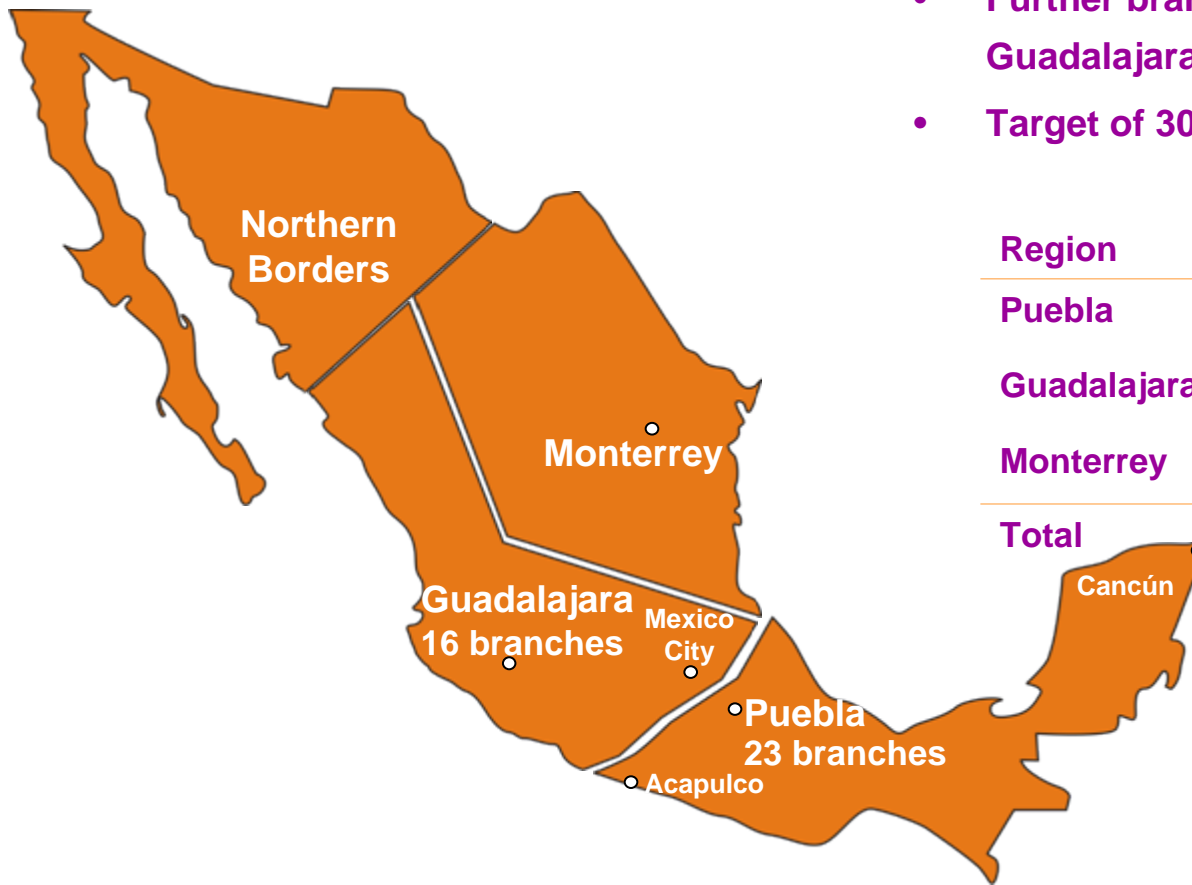 • Further
Guadalajara
• Target of 30
Northern
Borders
Region
Puebla
Guadalajara
Monterrey
Total
Monterrey
Cancún
Guadalajara
16 branches
Mexico
City
Puebla
23 branches
Acapulco